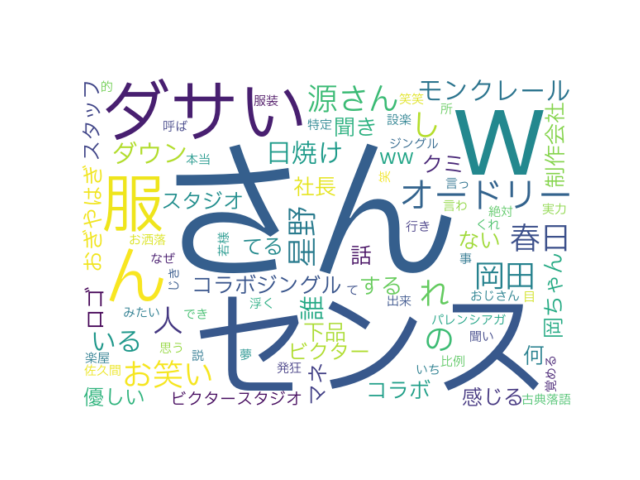 スタッフ
ダサい
服装
呼ば
源さん
笑笑
モンクレール
聞き
設楽
し
所
制作会社
W
ダウン
本当
日焼け
特定
ジングル
ww
クミ
おぎやはぎ
服
スタジオ
社長
笑
言っ
オードリー
言わ
絶対
実力
さん
お洒落
若様
てる
星野
行き
くれ
ない
春日
ん
なぜ
話
事
ロゴ
じき
コラボジングル
て
する
れ
岡田
おじさん
目
岡ちゃん
みたい
でき
人
浮く
出来
誰
バレンシアガ
いる
センス
下品
の
聞い
楽屋
思う
説
夢
ビクター
何
比例
覚める
佐久間
お笑い
発狂
マネ
いち
優しい
ビクタースタジオ
コラボ
感じる
古典落語
的